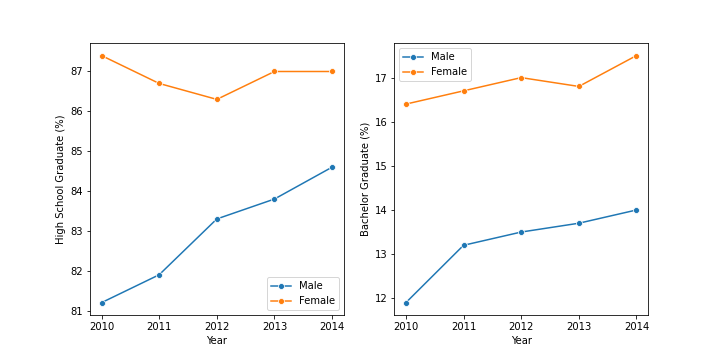 High School Graduate (%)
87
86
85
84
83
82
81
2010 2011 2012 2013 2014
Year
Male
Female
Bachelor Graduate (%)
17
16
15
14
13
12
2010 2011 2012 2013 2014
Year
Male
Female